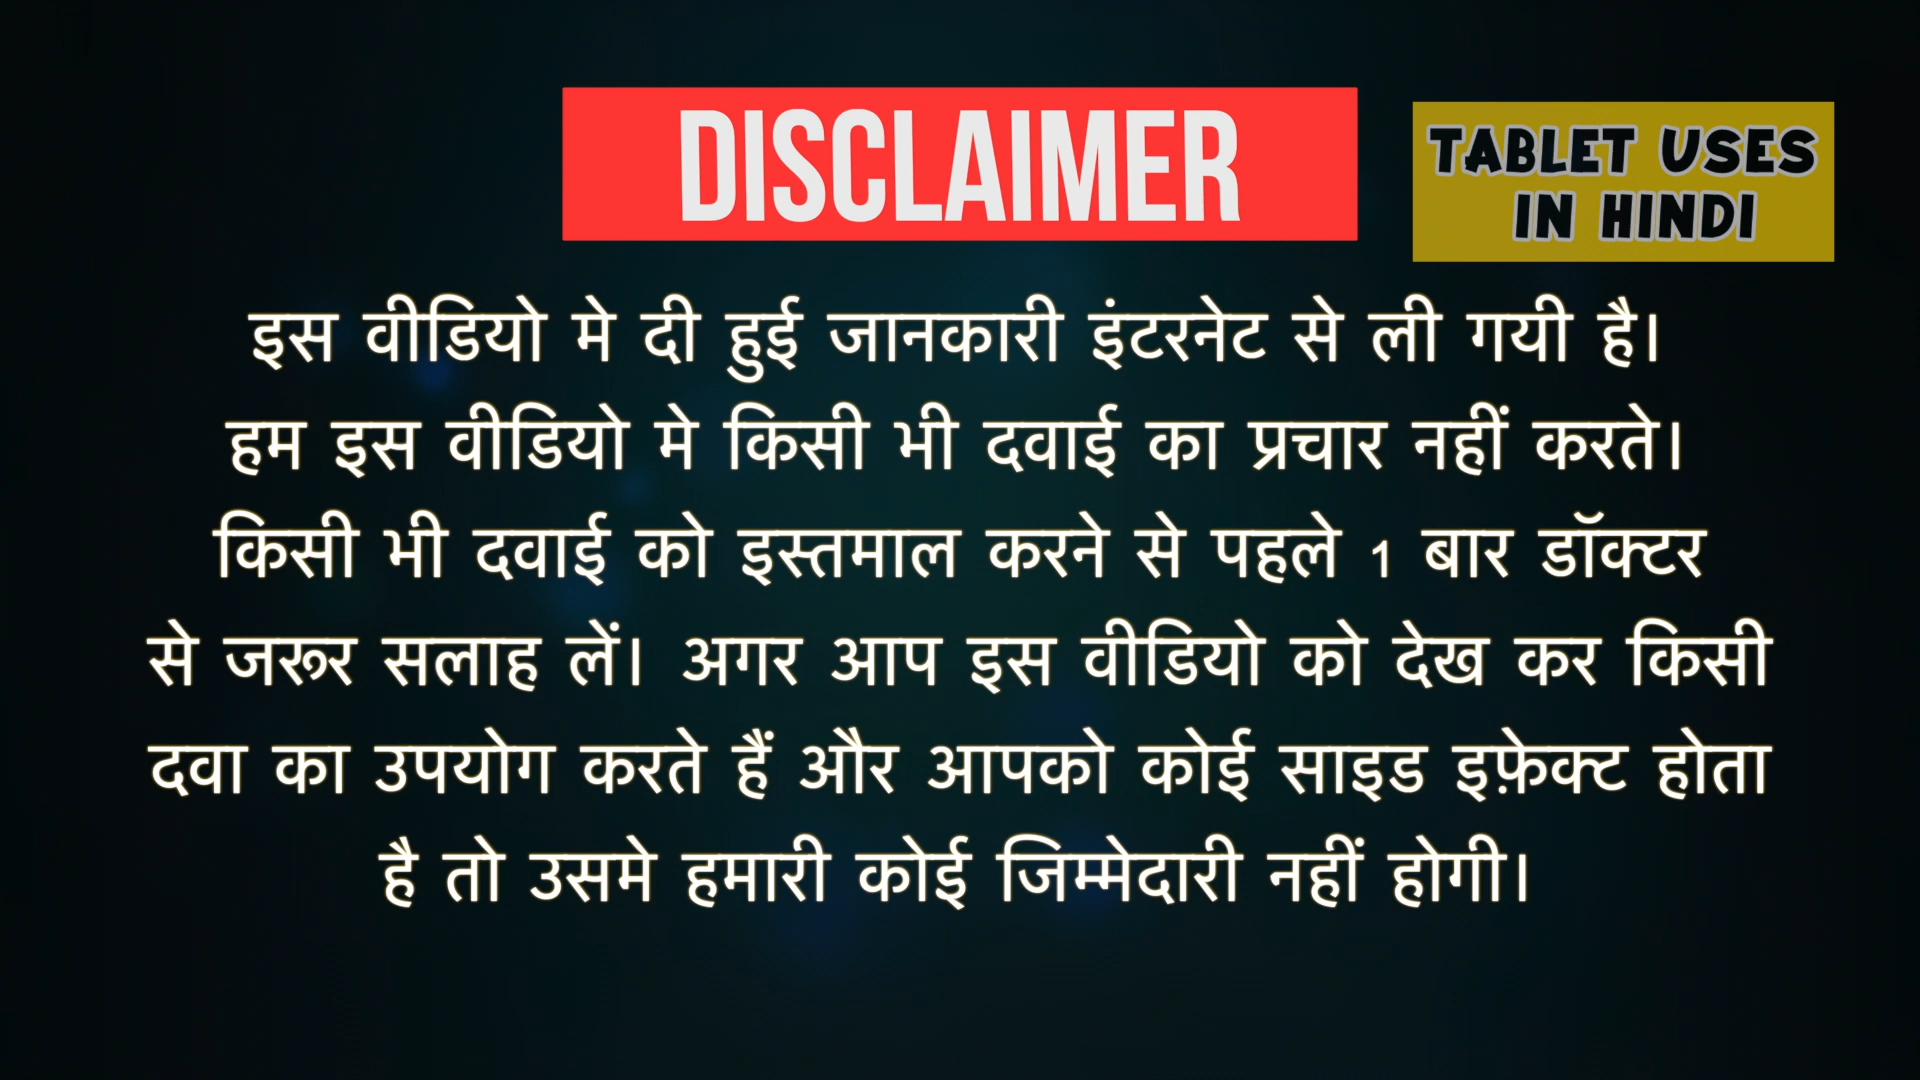 DISCLAIMER
TABLET USES
IN HINDI
इस वीडियो मे दी हुई जानकारी इंटरनेट से ली गयी है।
हम इस वीडियो मे किसी भी दवाई का प्रचार नहीं करते।
किसी भी दवाई को इस्तमाल करने से पहले 1 बार डॉक्टर
से जरूर सलाह लें। अगर आप इस वीडियो को देख कर किसी
दवा का उपयोग करते हैं और आपको कोई साइड इफ़ेक्ट होता
है तो उसमे हमारी कोई जिम्मेदारी नहीं होगी।